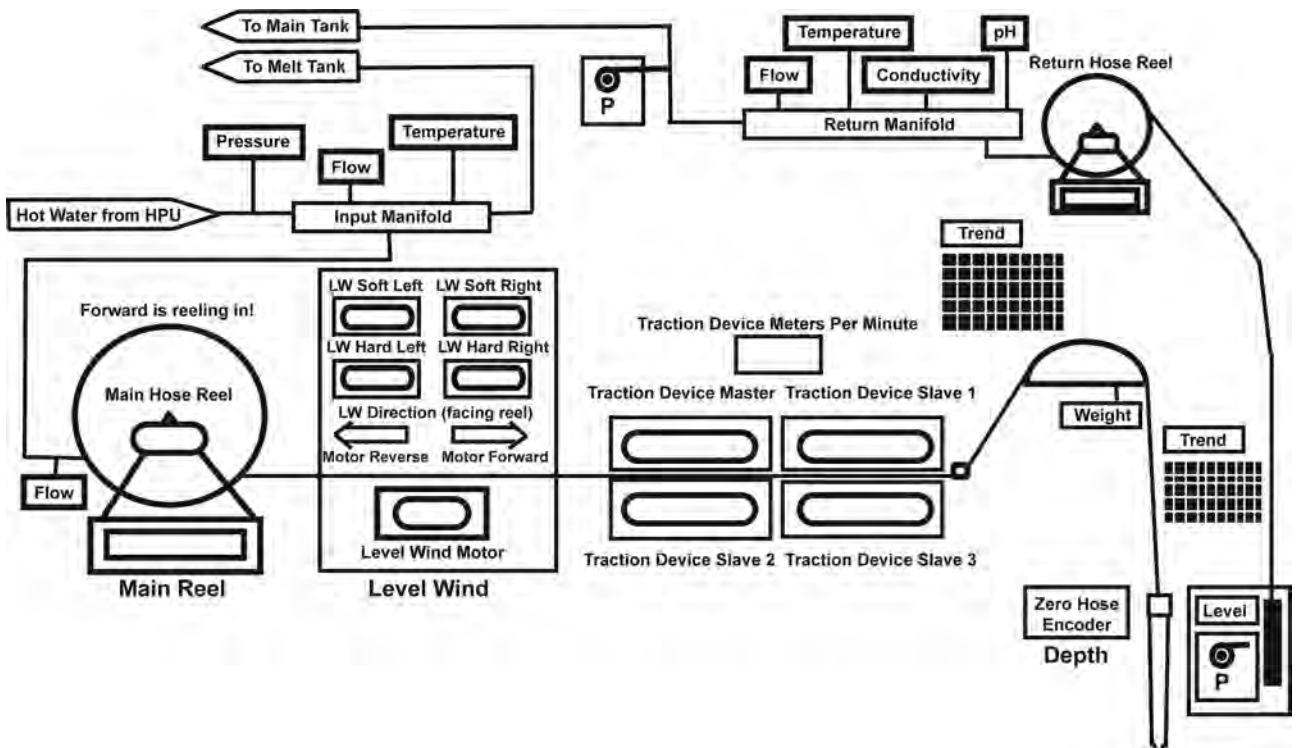 To Main Tank
To Melt Tank
Temperature
pH
Flow
Conductivity
Return Hose Reel
P
Return Manifold
Pressure
Flow
Temperature
Hot Water from HPU
Input Manifold
Trend
Forward is reeling in!
LW Soft Left
LW Soft Right
Traction Device Meters Per Minute
LW Hard Left
LW Hard Right
Main Hose Reel
Traction Device Master
Traction Device Slave 1
LW Direction (facing reel)
Weight
Motor Reverse
Motor Forward
Trend
Flow
Level Wind Motor
Traction Device Slave 2
Traction Device Slave 3
Main Reel
Level Wind
Zero Hose
Encoder
Depth
Level
P